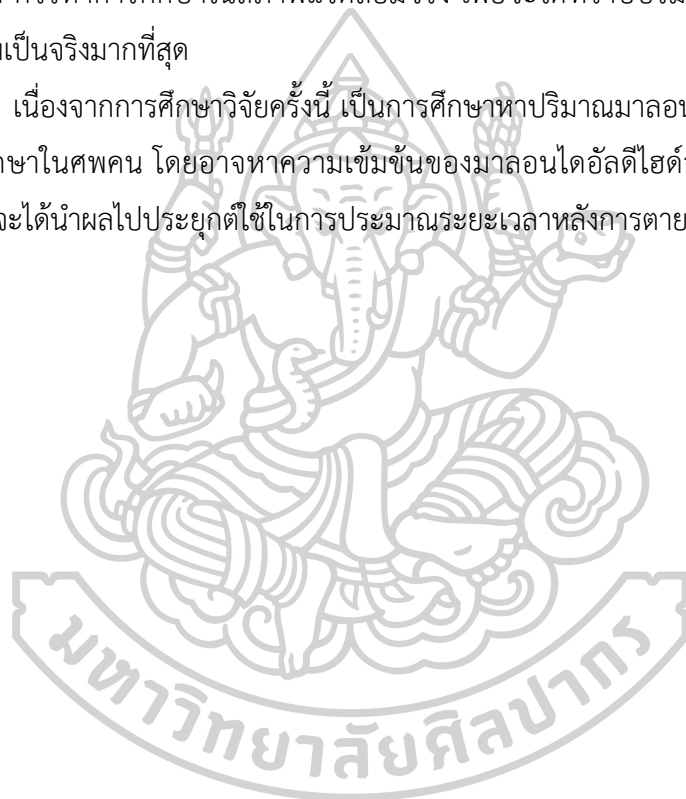 เป็นจริงมากที่สุด
เนื่องจากการศึกษาวิจัยครั้งนี้ เป็นการศึกษาหาปริมาณมาลอน
ษาในศพคน โดยอาจหาความเข้มข้นของมาลอนไดอัลดีไฮด์
จะได้นำผลไปประยุกต์ใช้ในการประมาณระยะเวลาหลังการตาย
มหาวิทยาลัยศิลปากร